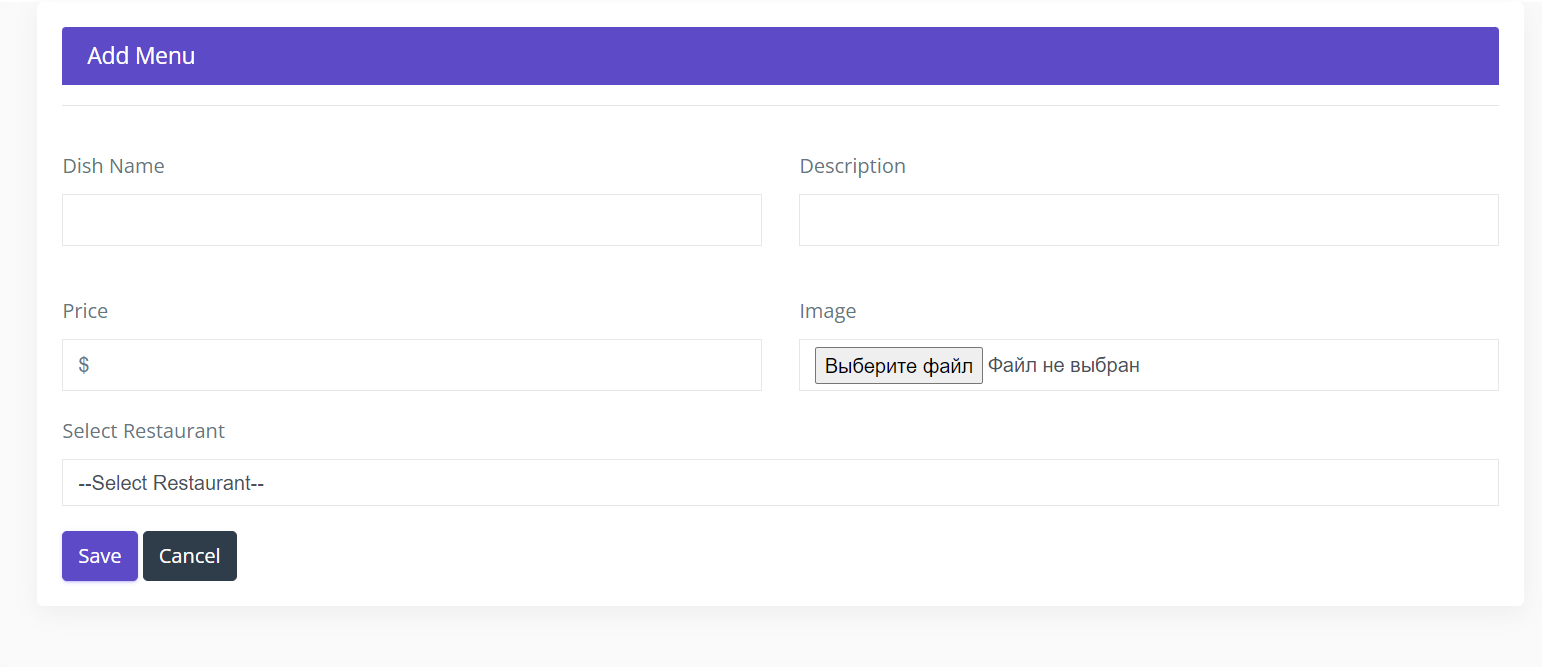 Add Menu
Dish Name
Description
Price
Image
$
Выберите файл Файл не выбран
Select Restaurant
--Select Restaurant--
Save Cancel